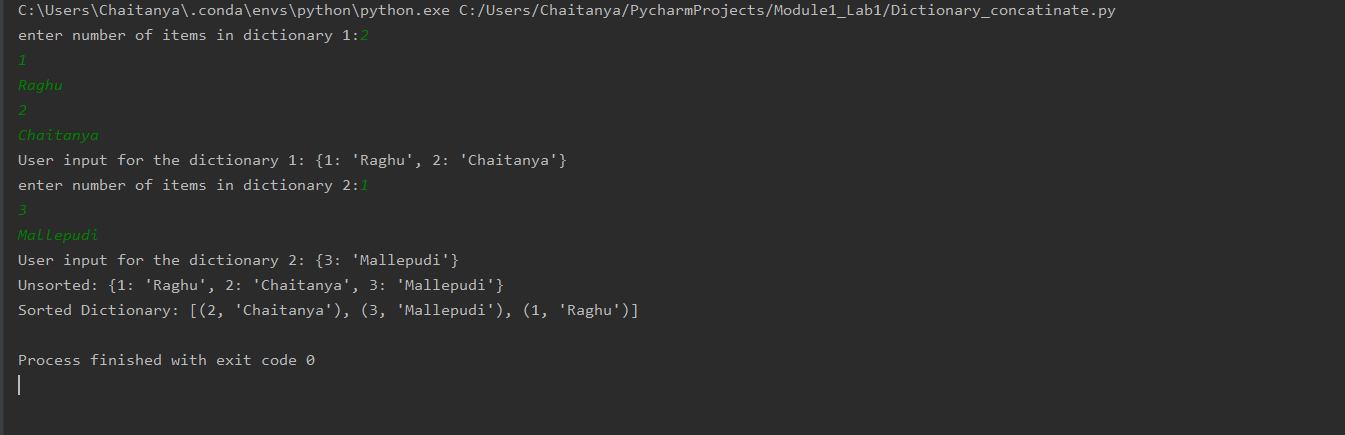 C:\Users\Chaitanya\.conda\envs\python\python.exe C:/Users/Chaitanya/PycharmProjects/Module1_Lab1/Dictionary_concatinate.py
enter number of items in dictionary 1:2
1
Raghu
2
Chaitanya
User input for the dictionary 1: {1: 'Raghu', 2: 'Chaitanya'}
enter number of items in dictionary 2:1
3
Mallepudi
User input for the dictionary 2: {3: 'Mallepudi'}
Unsorted: {1: 'Raghu', 2: 'Chaitanya', 3: 'Mallepudi'}
Sorted Dictionary: [(2, 'Chaitanya'), (3, 'Mallepudi'), (1, 'Raghu')]
Process finished with exit code 0